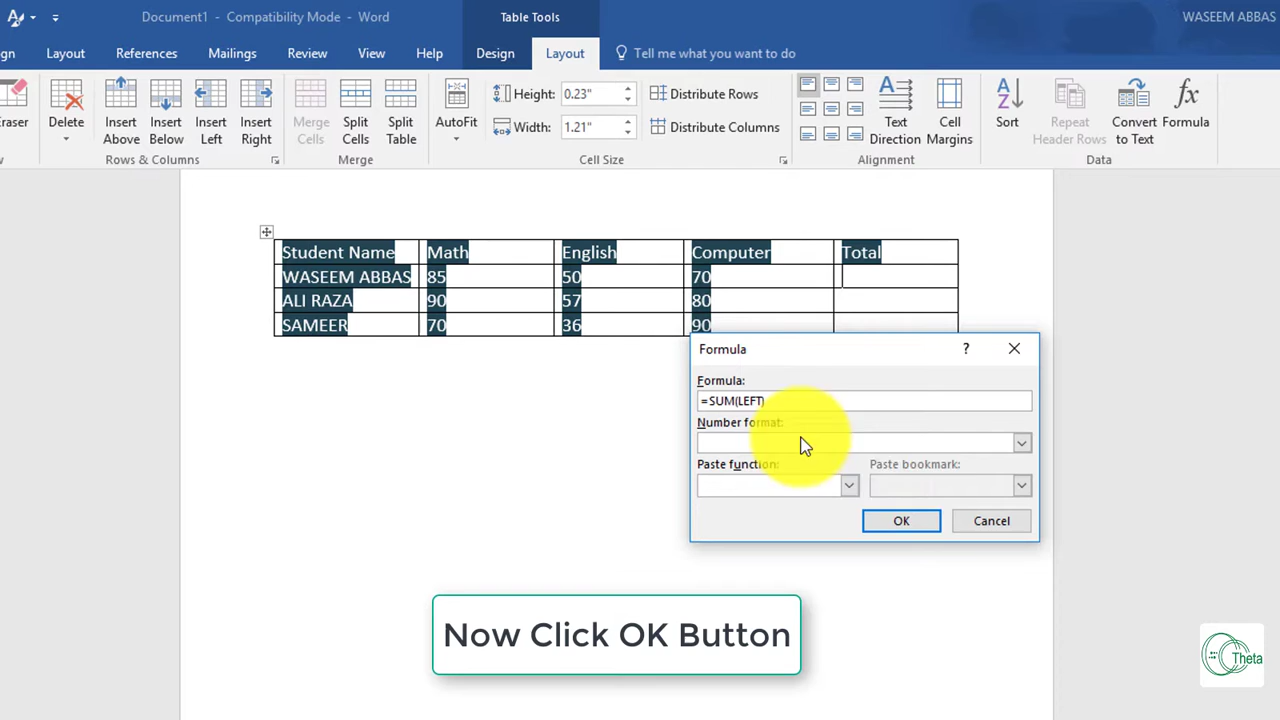 Document1 - Compatibility Mode - Word
Table Tools
WASEEM ABBAS
gn
Layout
References
Mailings
Review
View
Help
Design
Layout
Tell me what you want to do
Eraser
Delete
Insert Above
Insert Below
Insert Left
Insert Right
Merge Cells
Split Cells
Split Table
AutoFit
Height: 0.23"
Width: 1.21"
Distribute Rows
Distribute Columns
Text Direction
Cell Margins
Sort
Repeat Header Rows
Convert to Text
Formula
w
Rows & Columns
Merge
Cell Size
Alignment
Data
Student Name Math English Computer Total
WASEEM ABBAS 85 50 70
ALI RAZA 90 57 80
SAMEER 70 36 90
Formula
?
Formula:
=SUM(LEFT)
Number format:
Paste function: Paste bookmark:
OK Cancel
Now Click OK Button
Theta